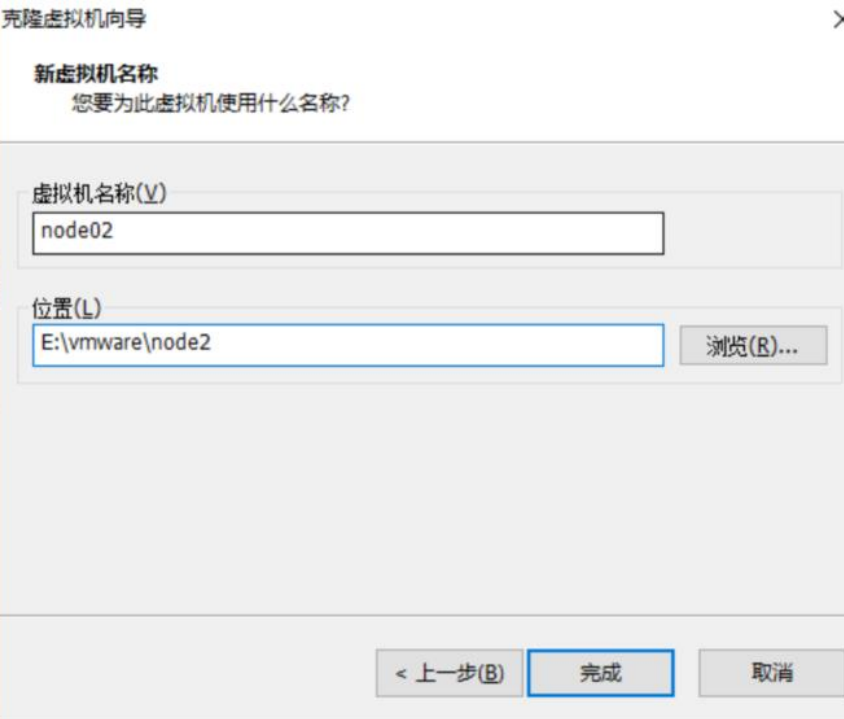 克隆虚拟机向导
新虚拟机名称
您要为此虚拟机使用什么名称?
虚拟机名称(V)
node02
位置(L)
E:\vmware\node2
浏览(R)...
< 上一步(B) 完成 取消